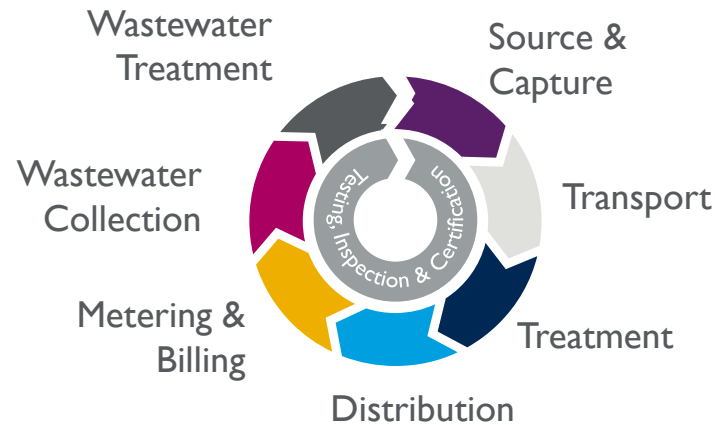 Wastewater
Treatment
Source &
Capture
Wastewater
Collection
Transport
Testing, Inspection & Certification
Metering &
Billing
Treatment
Distribution